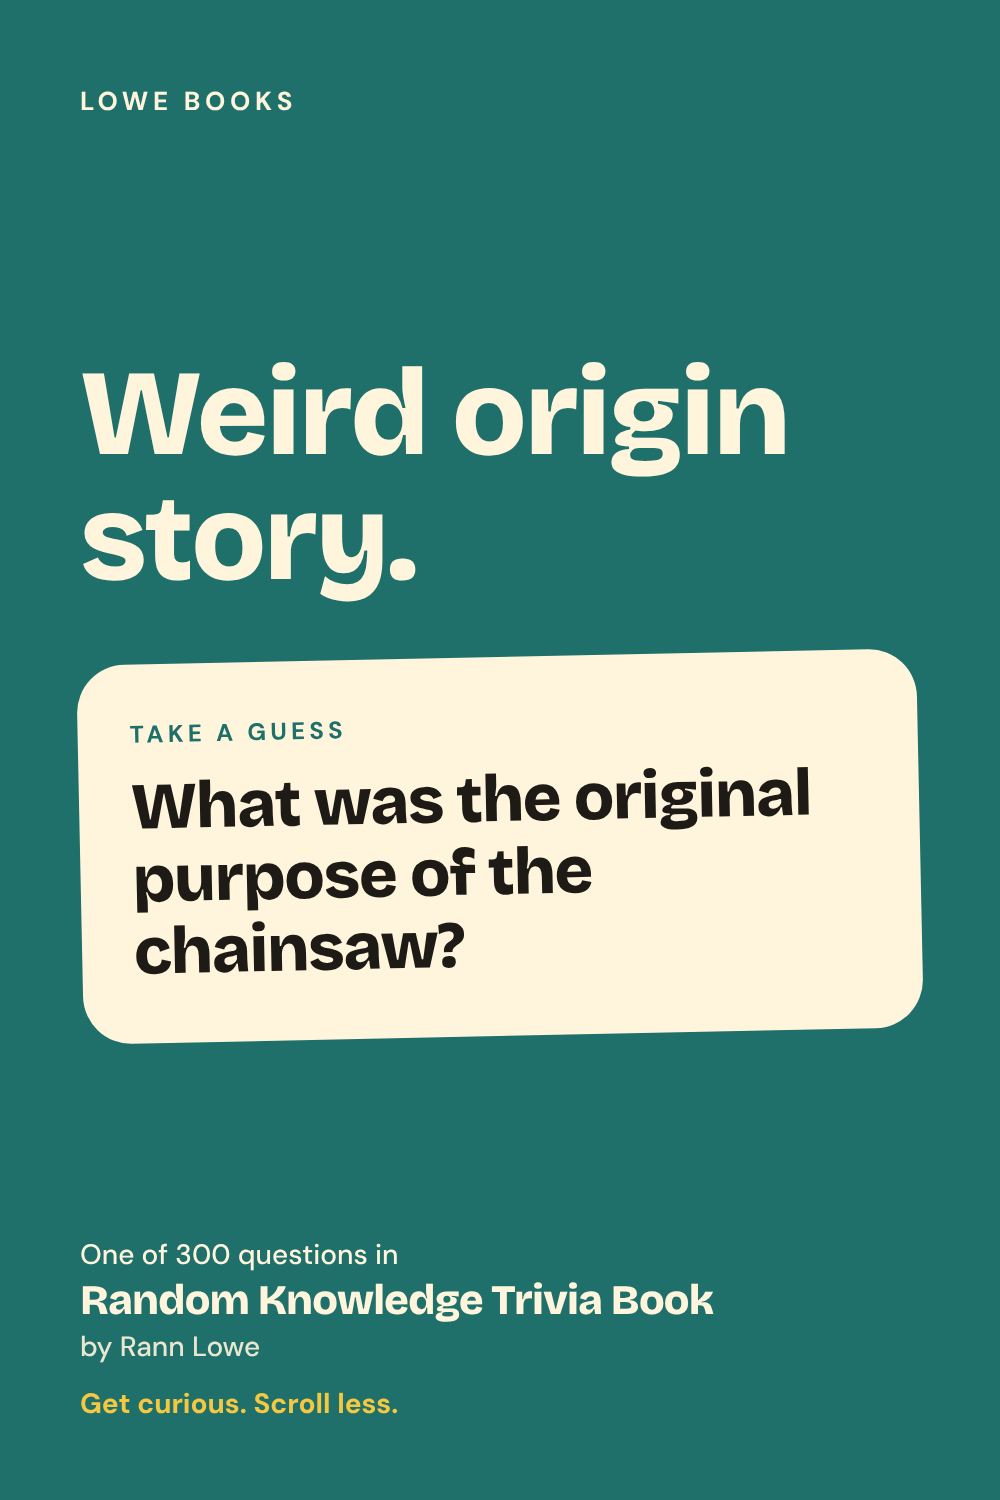 LOWE BOOKS
Weird origin
story.
TAKE A GUESS
What was the original
purpose of the
chainsaw?
One of 300 questions in
Random Knowledge Trivia Book
by Rann Lowe
Get curious. Scroll less.